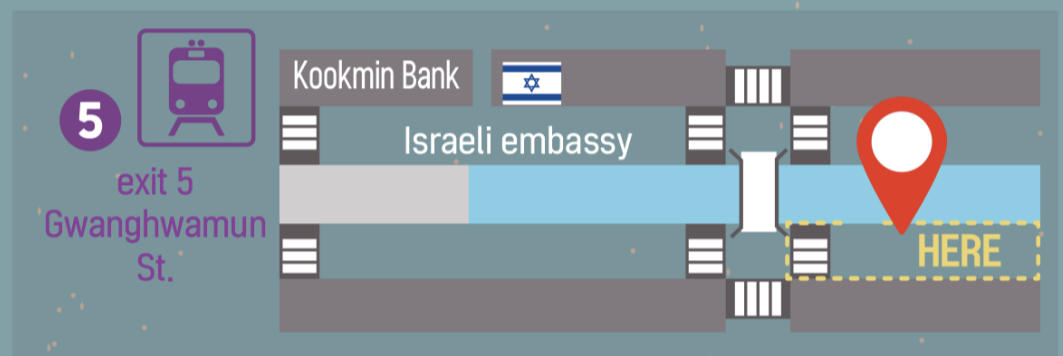 5
exit 5
Gwanghwamun
St.
Kookmin Bank
Israeli embassy
HERE